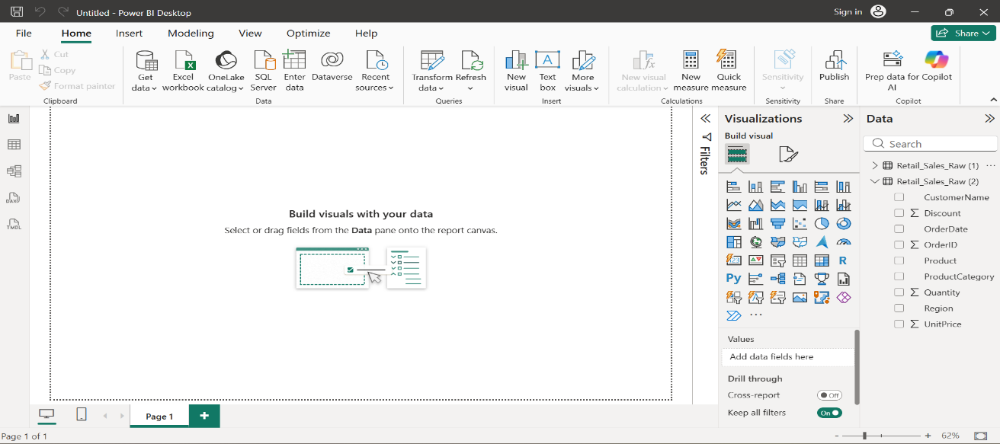 Untitled - Power BI Desktop
Sign in
File Home Insert Modeling View Optimize Help
Share
Paste
Cut
Copy
Format painter
Clipboard
Get data
Excel workbook
OneLake catalog
SQL Server
Enter data
Dataverse
Recent sources
Data
Transform data
Refresh
Queries
New visual
Text box
More visuals
Insert
New visual calculation
New measure
Quick measure
Calculations
Sensitivity
Sensitivity
Publish
Share
Prep data for AI
Copilot
Copilot
DAX
TMDL
Build visuals with your data
Select or drag fields from the Data pane onto the report canvas.
Filters
Visualizations
Build visual
123
R
Py
Values
Add data fields here
Drill through
Cross-report
Off
Keep all filters
On
Data
Search
Retail_Sales_Raw (1) ...
Retail_Sales_Raw (2)
CustomerName
Discount
OrderDate
OrderID
Product
ProductCategory
Quantity
Region
UnitPrice
Page 1
+
Page 1 of 1
- + 62%